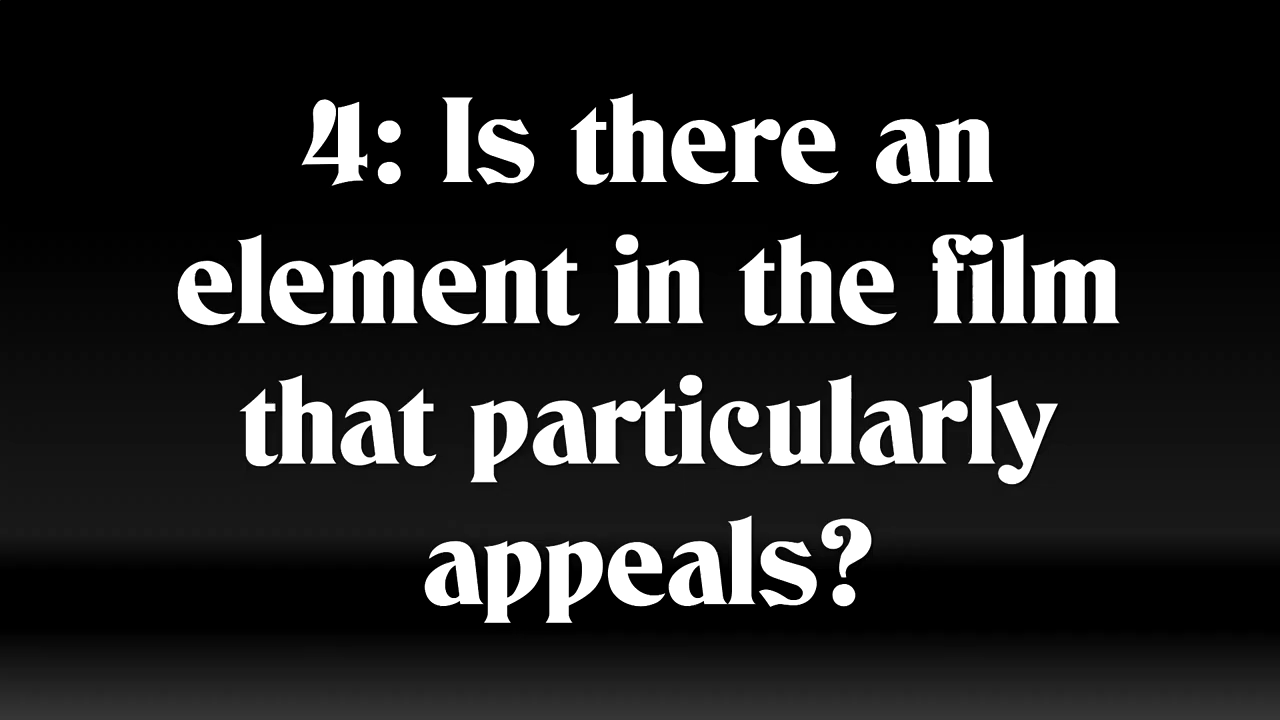 4: Is there an
element in the film
that particularly
appeals?